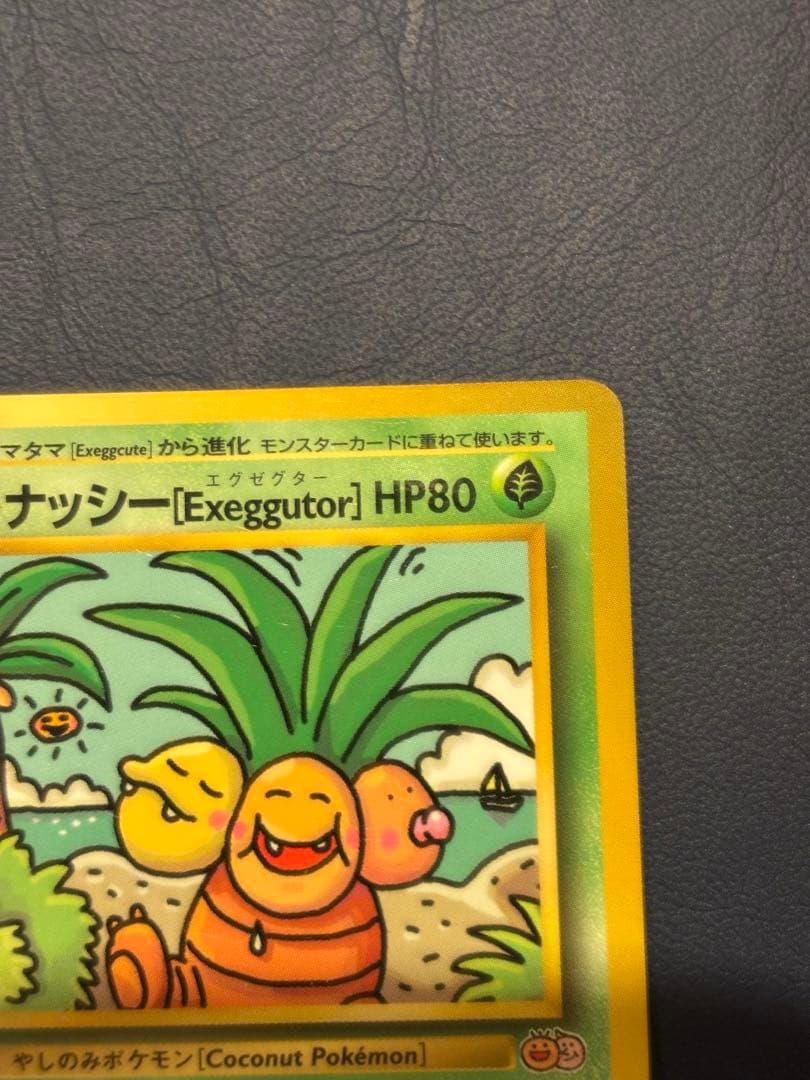 マタマ[Exeggcute]から進化 モンスターカードに重ねて使います。
エグゼグター
ナッシー[Exeggutor] HP80
やしのみポケモン[Coconut Pokémon]